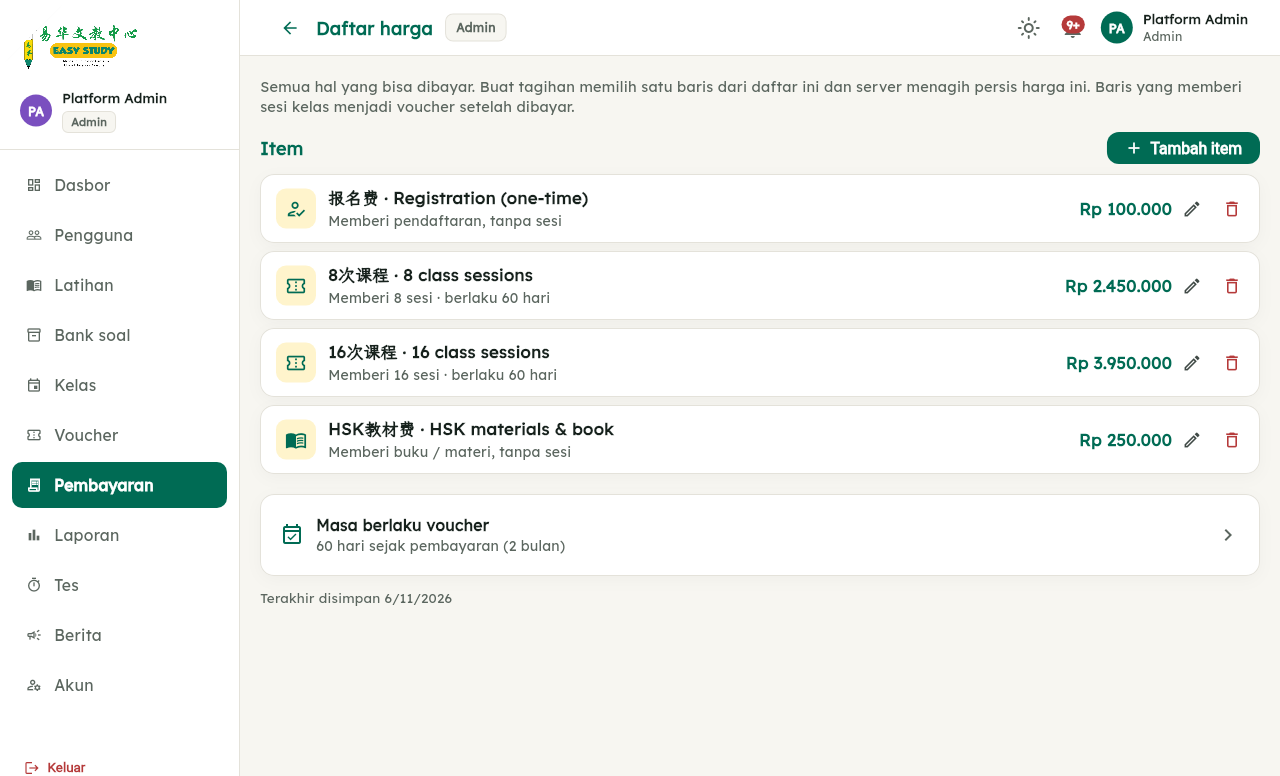 易华文教中心
EASY STUDY
Platform Admin
PA
Admin
Dasbor
Pengguna
Latihan
Bank soal
Kelas
Voucher
Pembayaran
Laporan
Tes
Berita
Akun
Keluar
Daftar harga
Admin
9+
PA
Platform Admin
Admin
Semua hal yang bisa dibayar. Buat tagihan memilih satu baris dari daftar ini dan server menagih persis harga ini. Baris yang memberi
sesi kelas menjadi voucher setelah dibayar.
Item
Tambah item
报名费 · Registration (one-time)
Memberi pendaftaran, tanpa sesi
Rp 100.000
8次课程 · 8 class sessions
Memberi 8 sesi · berlaku 60 hari
Rp 2.450.000
16次课程 · 16 class sessions
Memberi 16 sesi · berlaku 60 hari
Rp 3.950.000
HSK教材费 · HSK materials & book
Memberi buku / materi, tanpa sesi
Rp 250.000
Masa berlaku voucher
60 hari sejak pembayaran (2 bulan)
Terakhir disimpan 6/11/2026